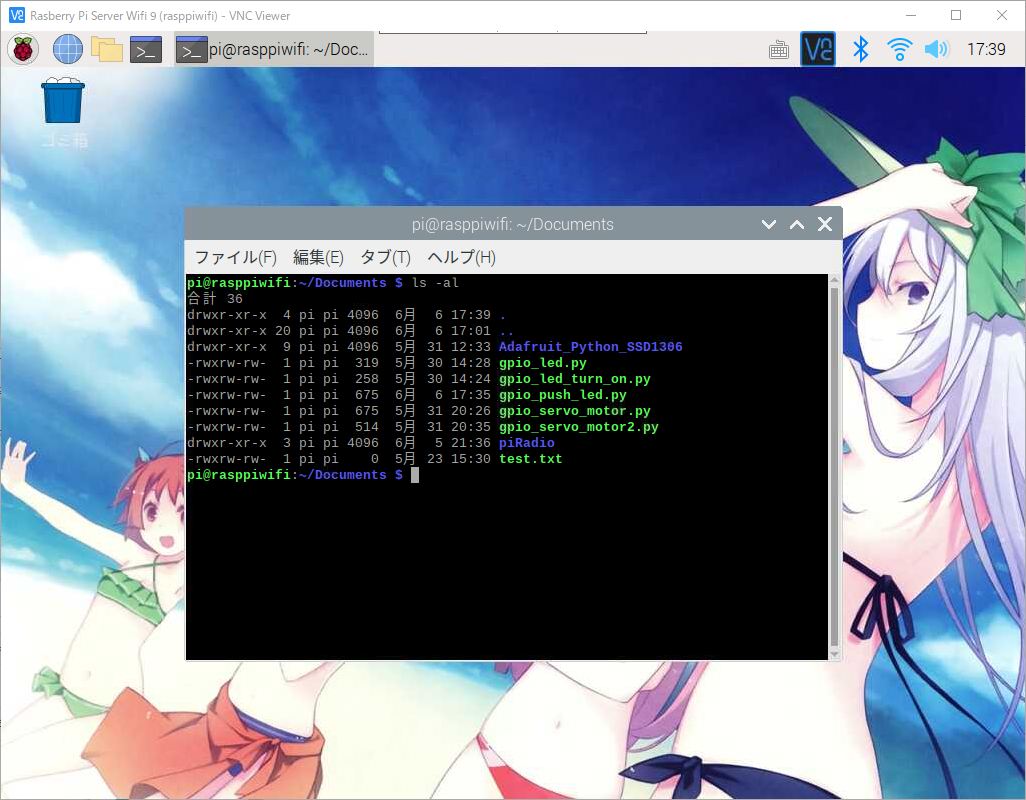 Rasberry Pi Server Wifi 9 (rasppiwifi) - VNC Viewer
pi@rasppiwifi: ~/Doc...
17:39
ゴミ箱
pi@rasppiwifi: ~/Documents
ファイル(F) 編集(E) タブ(T) ヘルプ(H)
pi@rasppiwifi:~/Documents $ ls -al
合計 36
drwxr-xr-x 4 pi pi 4096 6月 6 17:39 .
drwxr-xr-x 20 pi pi 4096 6月 6 17:01 ..
drwxr-xr-x 9 pi pi 4096 5月 31 12:33 Adafruit_Python_SSD1306
-rwxrw-rw- 1 pi pi 319 5月 30 14:28 gpio_led.py
-rwxrw-rw- 1 pi pi 258 5月 30 14:24 gpio_led_turn_on.py
-rwxrw-rw- 1 pi pi 675 6月 6 17:35 gpio_push_led.py
-rwxrw-rw- 1 pi pi 675 5月 31 20:26 gpio_servo_motor.py
-rwxrw-rw- 1 pi pi 514 5月 31 20:35 gpio_servo_motor2.py
drwxr-xr-x 3 pi pi 4096 6月 5 21:36 piRadio
-rwxrw-rw- 1 pi pi 0 5月 23 15:30 test.txt
pi@rasppiwifi:~/Documents $